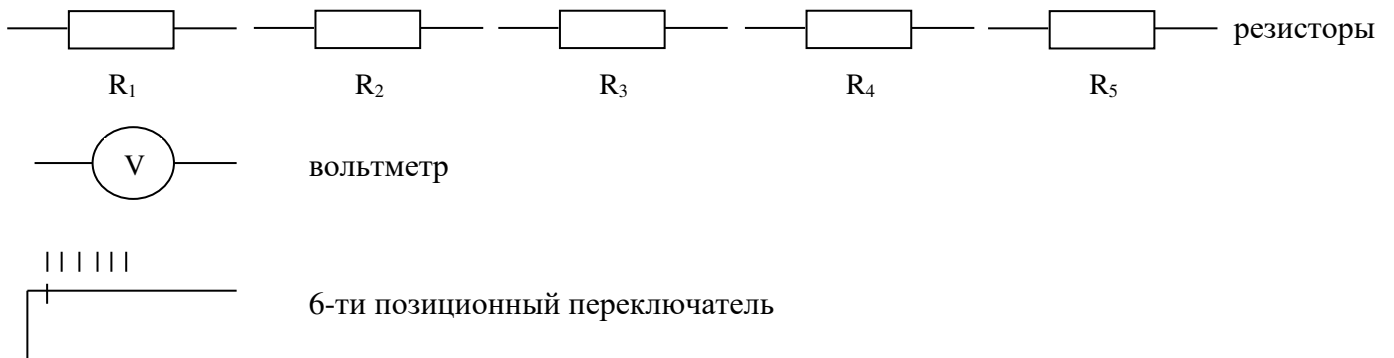 резисторы
R₁ R₂ R₃ R₄ R₅
V вольтметр
6-ти позиционный переключатель